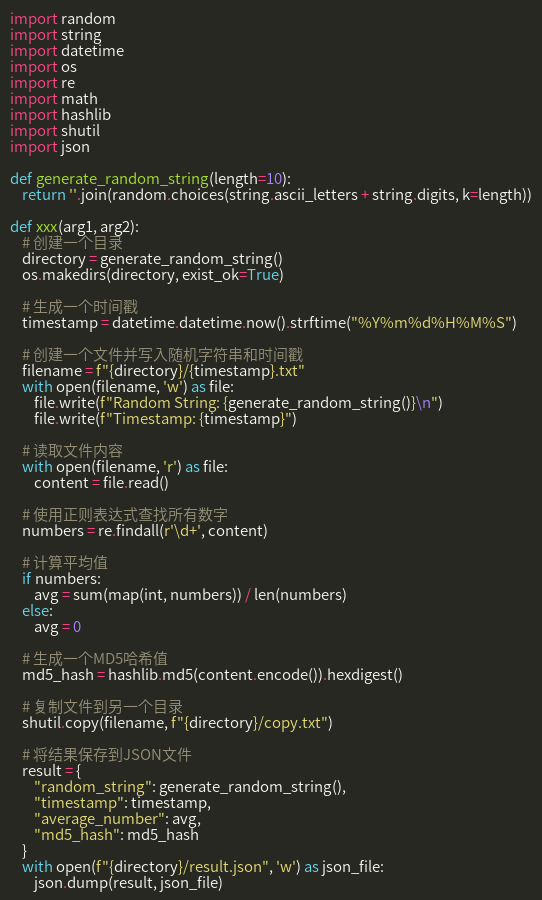 import random
import string
import datetime
import os
import re
import math
import hashlib
import shutil
import json

def generate_random_string(length=10):
    return ''.join(random.choices(string.ascii_letters + string.digits, k=length))

def xxx(arg1, arg2):
    # 创建一个目录
    directory = generate_random_string()
    os.makedirs(directory, exist_ok=True)

    # 生成一个时间戳
    timestamp = datetime.datetime.now().strftime("%Y%m%d%H%M%S")

    # 创建一个文件并写入随机字符串和时间戳
    filename = f"{directory}/{timestamp}.txt"
    with open(filename, 'w') as file:
        file.write(f"Random String: {generate_random_string()}\n")
        file.write(f"Timestamp: {timestamp}")

    # 读取文件内容
    with open(filename, 'r') as file:
        content = file.read()

    # 使用正则表达式查找所有数字
    numbers = re.findall(r'\d+', content)

    # 计算平均值
    if numbers:
        avg = sum(map(int, numbers)) / len(numbers)
    else:
        avg = 0

    # 生成一个MD5哈希值
    md5_hash = hashlib.md5(content.encode()).hexdigest()

    # 复制文件到另一个目录
    shutil.copy(filename, f"{directory}/copy.txt")

    # 将结果保存到JSON文件
    result = {
        "random_string": generate_random_string(),
        "timestamp": timestamp,
        "average_number": avg,
        "md5_hash": md5_hash
    }
    with open(f"{directory}/result.json", 'w') as json_file:
        json.dump(result, json_file)